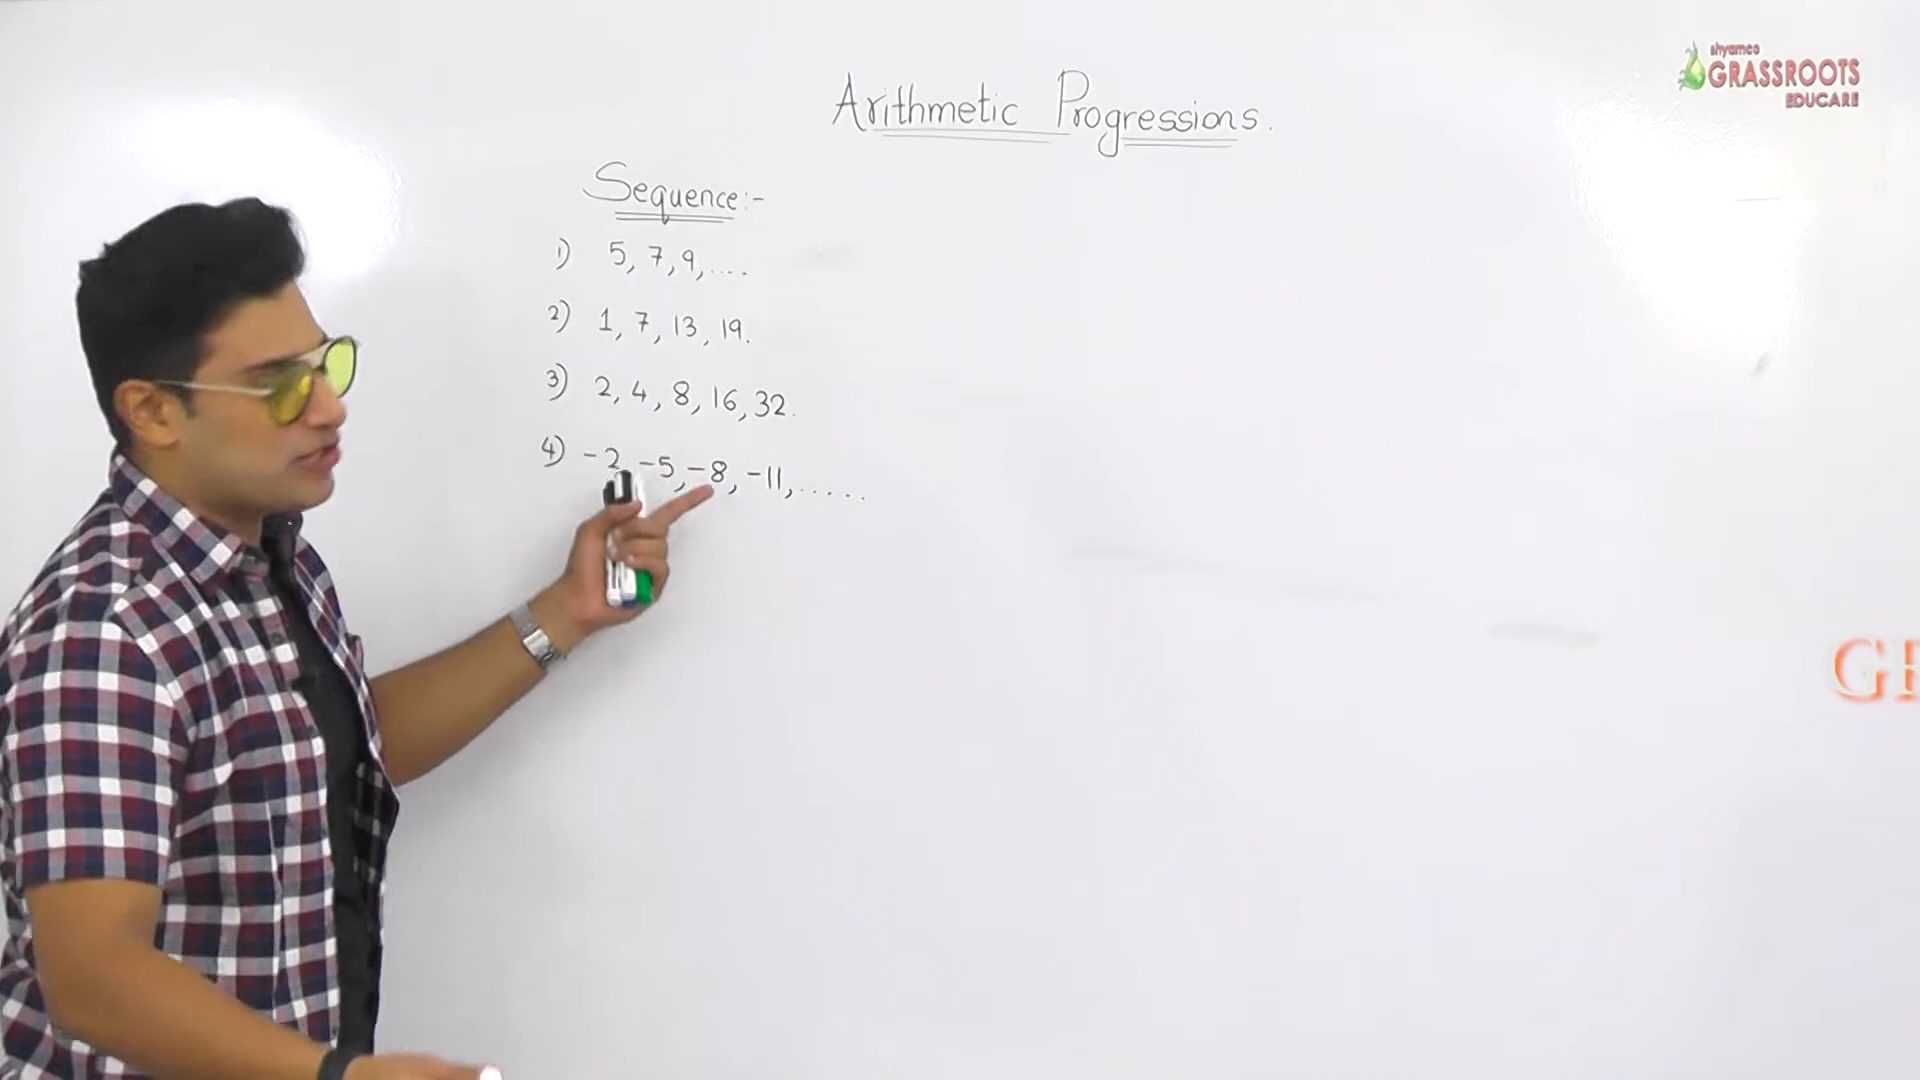 shyamco
GRASSROOTS
EDUCARE
Arithmetic Progressions.
Sequence:-
1) 5, 7, 9, ....
2) 1, 7, 13, 19.
3) 2, 4, 8, 16, 32.
4) -2, -5, -8, -11, .....